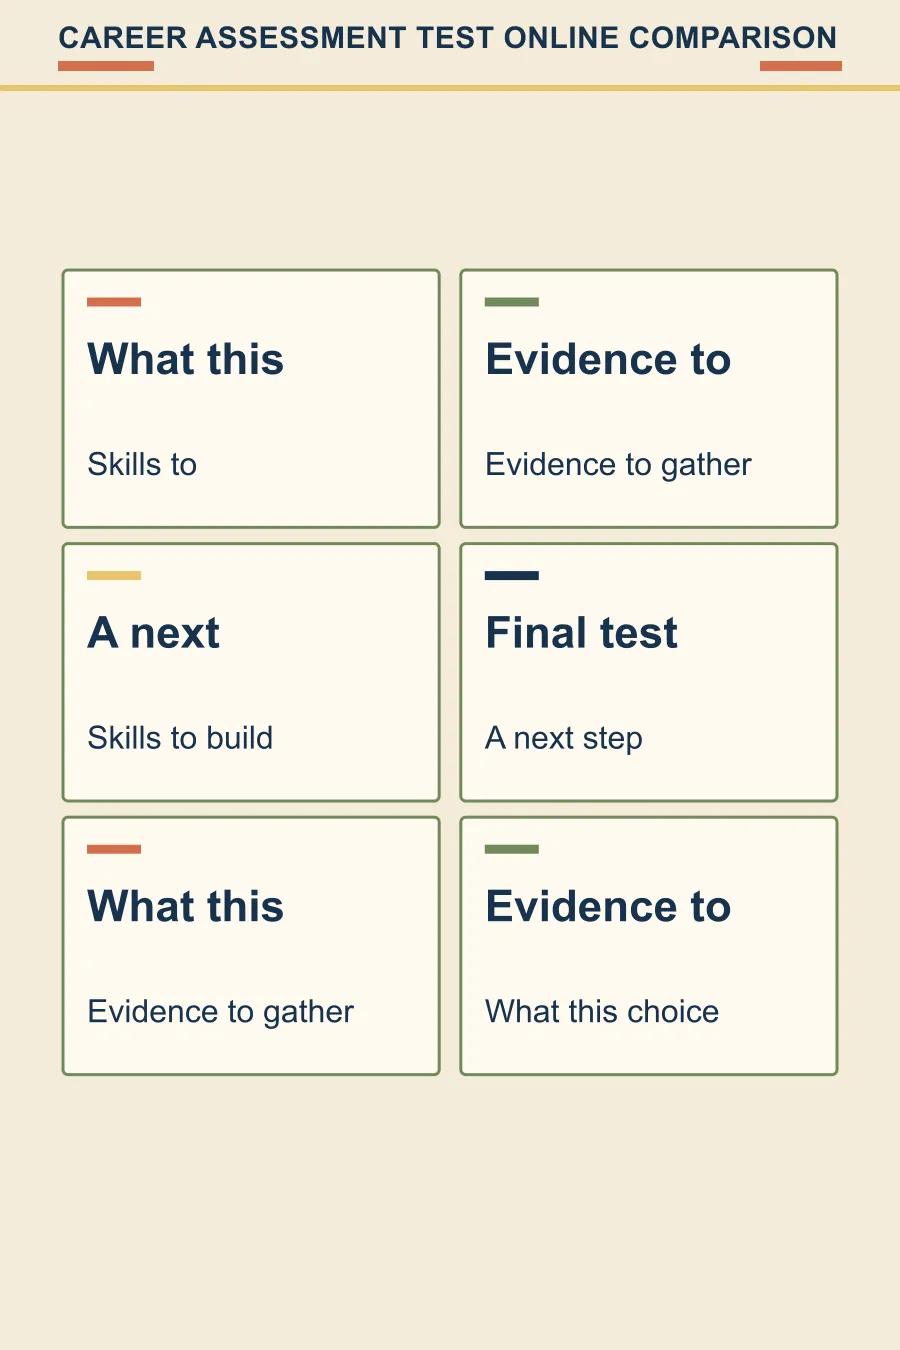 CAREER ASSESSMENT TEST ONLINE COMPARISON
What this
Skills to
Evidence to
Evidence to gather
A next
Skills to build
Final test
A next step
What this
Evidence to gather
Evidence to
What this choice